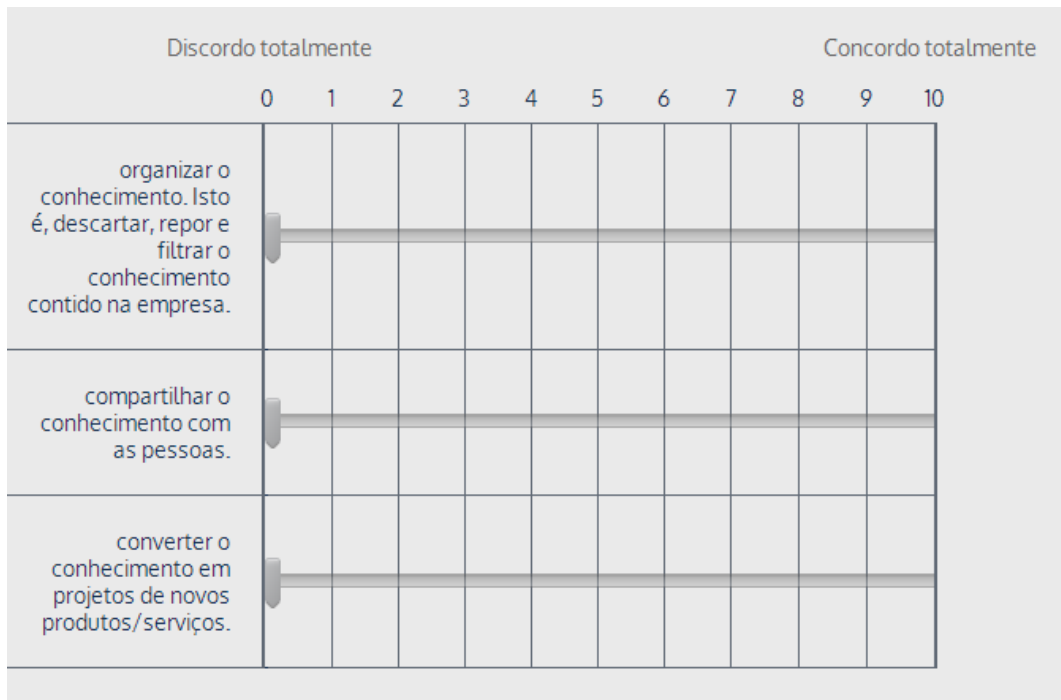 Discordo totalmente Concordo totalmente
0 1 2 3 4 5 6 7 8 9 10
organizar o
conhecimento. Isto
é, descartar, repor e
filtrar o
conhecimento
contido na empresa.
compartilhar o
conhecimento com
as pessoas.
converter o
conhecimento em
projetos de novos
produtos/serviços.